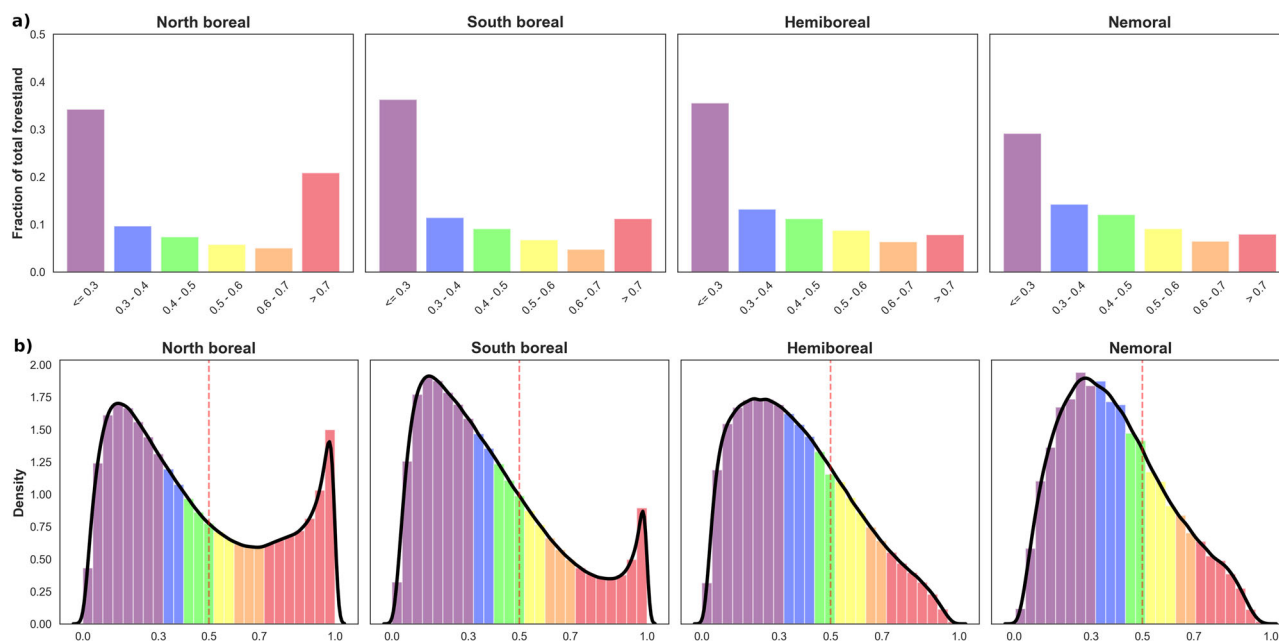 a)
North boreal
South boreal
Hemiboreal
Nemoral
Fraction of total forestland
0.5
0.4
0.3
0.2
0.1
0.0
<= 0.3
0.3 - 0.4
0.4 - 0.5
0.5 - 0.6
0.6 - 0.7
> 0.7
<= 0.3
0.3 - 0.4
0.4 - 0.5
0.5 - 0.6
0.6 - 0.7
> 0.7
<= 0.3
0.3 - 0.4
0.4 - 0.5
0.5 - 0.6
0.6 - 0.7
> 0.7
<= 0.3
0.3 - 0.4
0.4 - 0.5
0.5 - 0.6
0.6 - 0.7
> 0.7
b)
North boreal
South boreal
Hemiboreal
Nemoral
Density
2.00
1.75
1.50
1.25
1.00
0.75
0.50
0.25
0.00
0.0 0.3 0.5 0.7 1.0
0.0 0.3 0.5 0.7 1.0
0.0 0.3 0.5 0.7 1.0
0.0 0.3 0.5 0.7 1.0